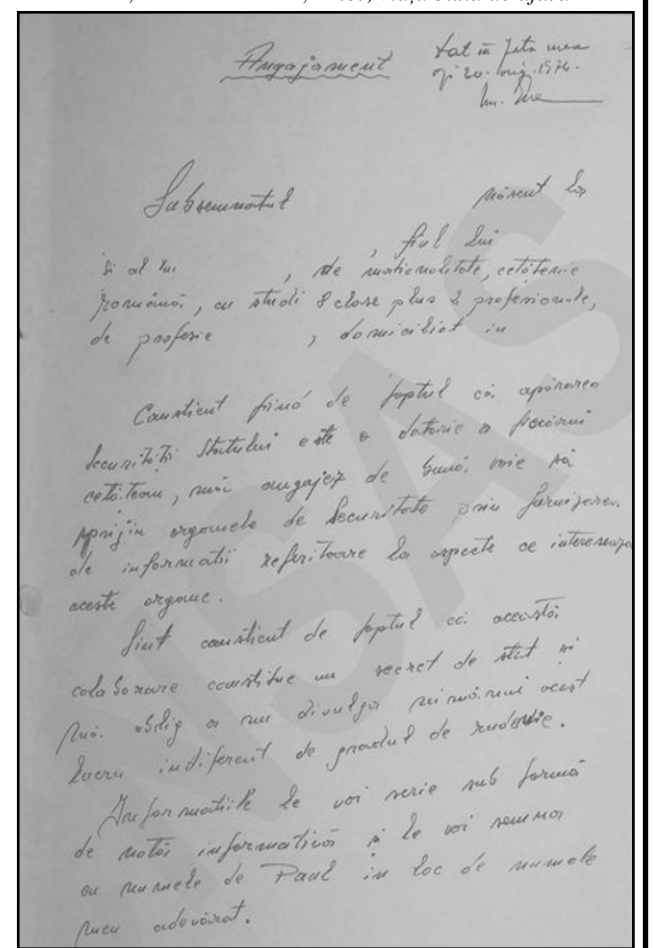 Angajament
Dat în fața mea
azi 20. aug. 1974.
Subsemnatul născut la
, fiul lui
și al lui , de naționalitate, cetățenie
română, cu studi 8 clase plus 2 profesionale,
de profesie , domiciliat in
Conștient fiind de faptul că apărarea
Securității Statului este o datorie a fiecărui
cetățean, mă angajez de bună voie să
sprijin organele de Securitate prin furnizarea
de informații referitoare la aspecte ce interesează
aceste organe.
Sînt conștient de faptul că această
colaborare constitue un secret de stat și
mă oblig a nu divulga nimănui acest
lucru indiferent de gradul de rudenie.
Informațiile le voi scrie sub formă
de notă informativă și le voi semna
cu numele de Paul în loc de numele
meu adevărat.